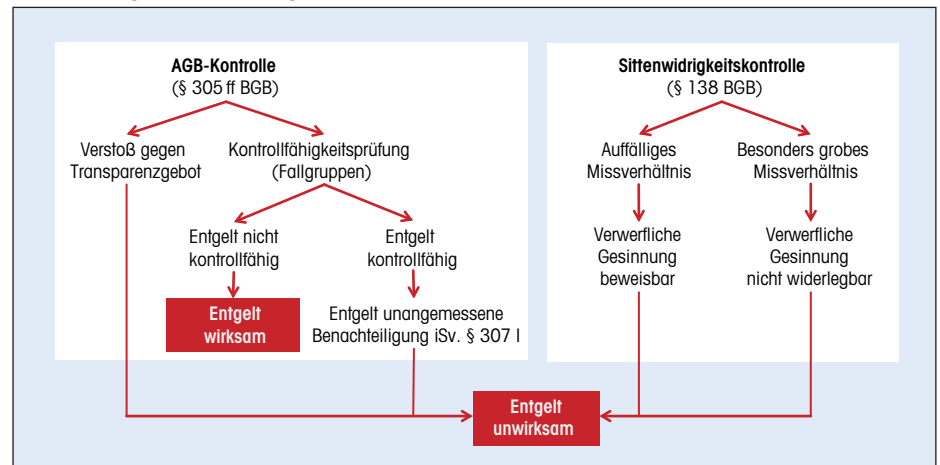 AGB-Kontrolle
(§ 305 ff BGB)
Verstoß gegen
Transparenzgebot
Kontrollfähigkeitsprüfung
(Fallgruppen)
Entgelt nicht
kontrollfähig
Entgelt
kontrollfähig
Entgelt
wirksam
Entgelt unangemessene
Benachteiligung iSv. § 307 I
Sittenwidrigkeitskontrolle
(§ 138 BGB)
Auffälliges
Missverhältnis
Besonders grobes
Missverhältnis
Verwerfliche
Gesinnung
beweisbar
Verwerfliche
Gesinnung
nicht widerlegbar
Entgelt
unwirksam